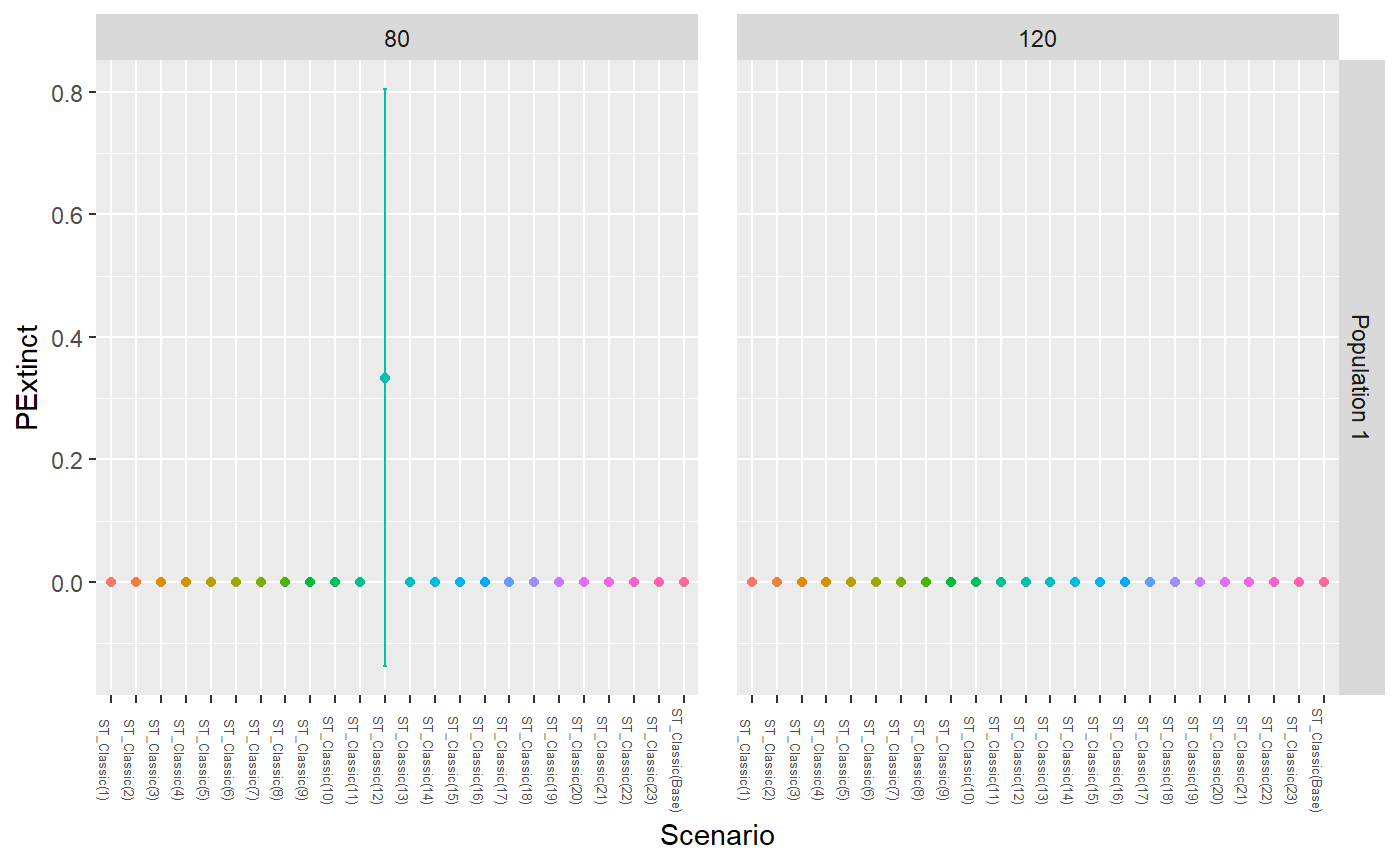 80
120
0.8
0.6
0.4
0.2
0.0
PExtinct
Population 1
ST_Classic(1)
ST_Classic(2)
ST_Classic(3)
ST_Classic(4)
ST_Classic(5)
ST_Classic(6)
ST_Classic(7)
ST_Classic(8)
ST_Classic(9)
ST_Classic(10)
ST_Classic(11)
ST_Classic(12)
ST_Classic(13)
ST_Classic(14)
ST_Classic(15)
ST_Classic(16)
ST_Classic(17)
ST_Classic(18)
ST_Classic(19)
ST_Classic(20)
ST_Classic(21)
ST_Classic(22)
ST_Classic(23)
ST_Classic(Base)
ST_Classic(1)
ST_Classic(2)
ST_Classic(3)
ST_Classic(4)
ST_Classic(5)
ST_Classic(6)
ST_Classic(7)
ST_Classic(8)
ST_Classic(9)
ST_Classic(10)
ST_Classic(11)
ST_Classic(12)
ST_Classic(13)
ST_Classic(14)
ST_Classic(15)
ST_Classic(16)
ST_Classic(17)
ST_Classic(18)
ST_Classic(19)
ST_Classic(20)
ST_Classic(21)
ST_Classic(22)
ST_Classic(23)
ST_Classic(Base)
Scenario